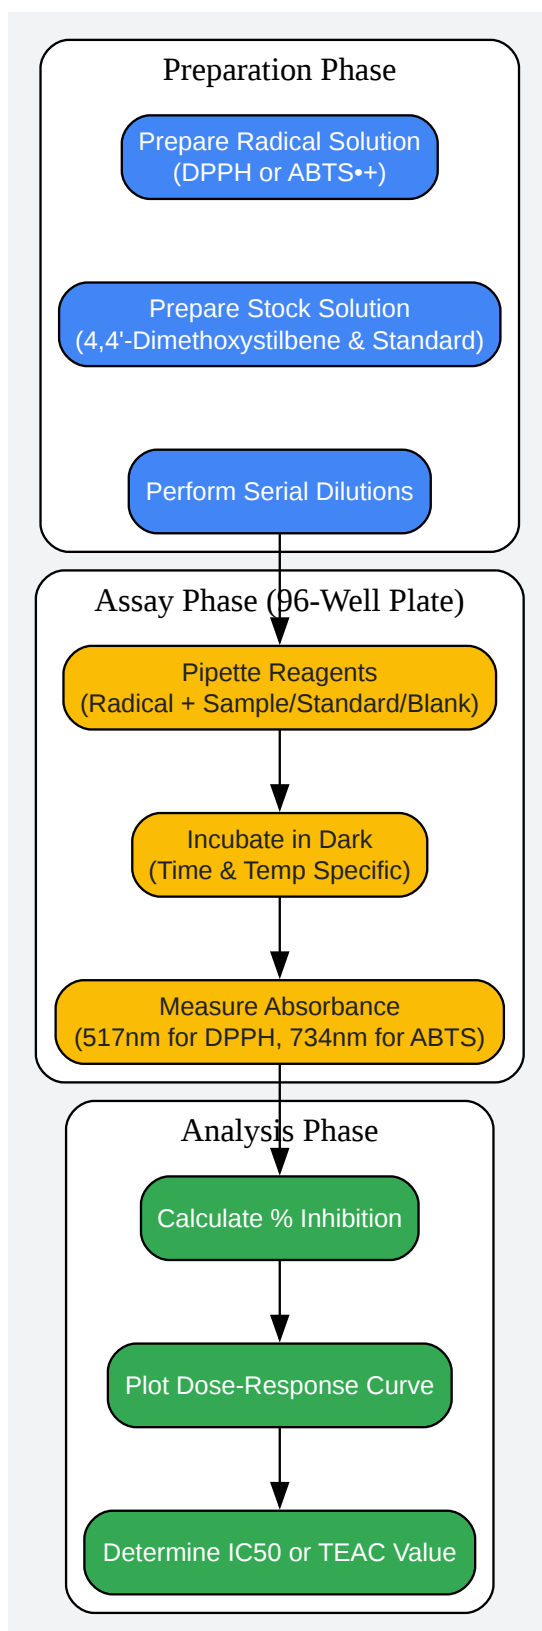 Preparation Phase
Prepare Radical Solution
(DPPH or ABTS•+)
Prepare Stock Solution
(4,4'-Dimethoxystilbene & Standard)
Perform Serial Dilutions
Assay Phase (96-Well Plate)
Pipette Reagents
(Radical + Sample/Standard/Blank)
Incubate in Dark
(Time & Temp Specific)
Measure Absorbance
(517nm for DPPH, 734nm for ABTS)
Analysis Phase
Calculate % Inhibition
Plot Dose-Response Curve
Determine IC50 or TEAC Value